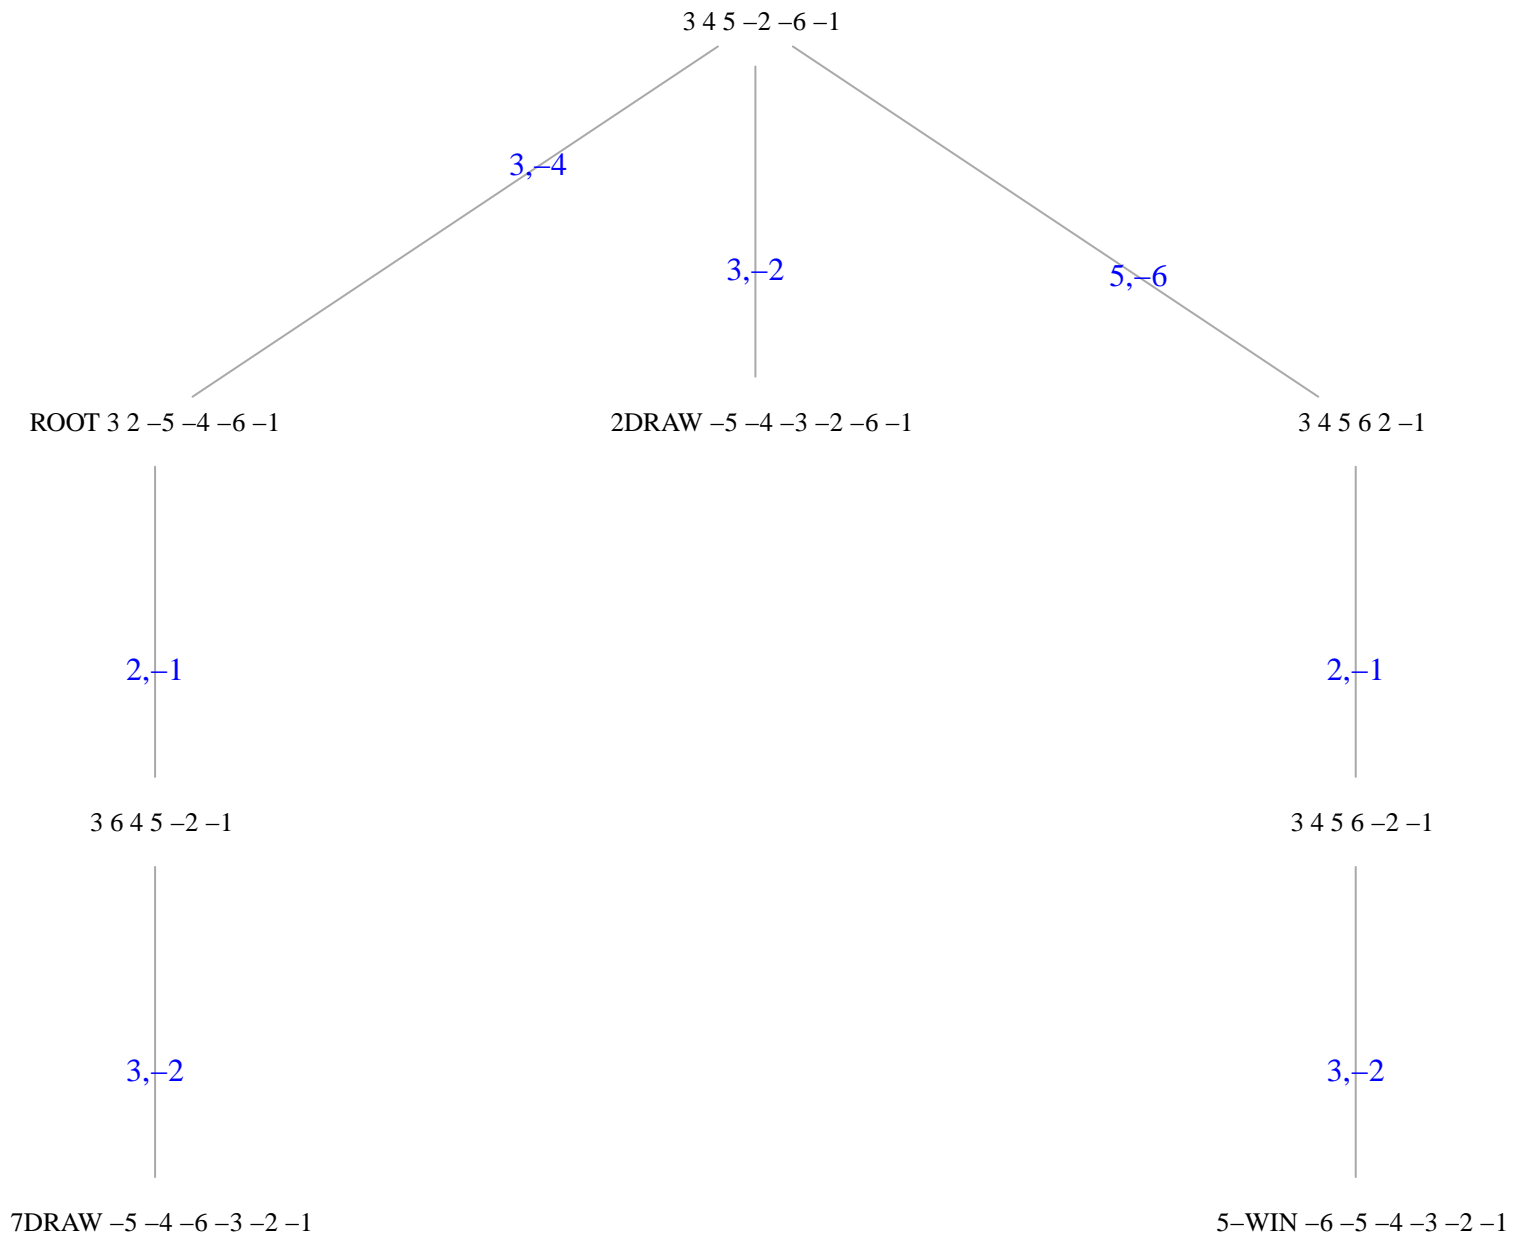 3 4 5 –2 –6 –1
3,–4
3,–2
5,–6
ROOT 3 2 –5 –4 –6 –1
2DRAW –5 –4 –3 –2 –6 –1
3 4 5 6 2 –1
2,–1
2,–1
3 6 4 5 –2 –1
3 4 5 6 –2 –1
3,–2
3,–2
7DRAW –5 –4 –6 –3 –2 –1
5–WIN –6 –5 –4 –3 –2 –1